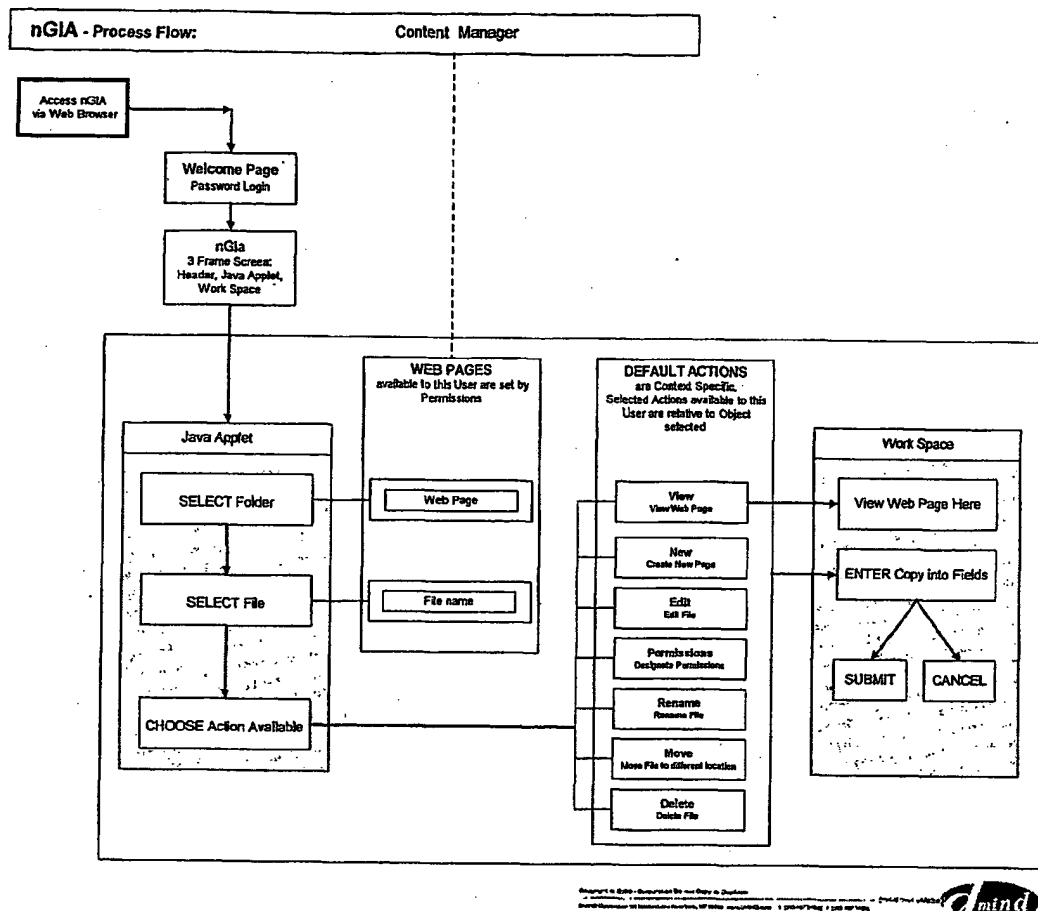 nGIA - Process Flow: Content Manager
Access nGIA
via Web Browser
Welcome Page
Password Login
nGia
3 Frame Screen:
Header, Java Applet,
Work Space
WEB PAGES
available to this User are set by
Permissions
DEFAULT ACTIONS
are Context Specific.
Selected Actions available to this
User are relative to Object
selected
Java Applet
SELECT Folder
SELECT File
CHOOSE Action Available
Web Page
File name
View
View Web Page
New
Create New Page
Edit
Edit File
Permissions
Designate Permissions
Rename
Rename File
Move
Move File to different location
Delete
Delete File
Work Space
View Web Page Here
ENTER Copy into Fields
SUBMIT
CANCEL
dmind